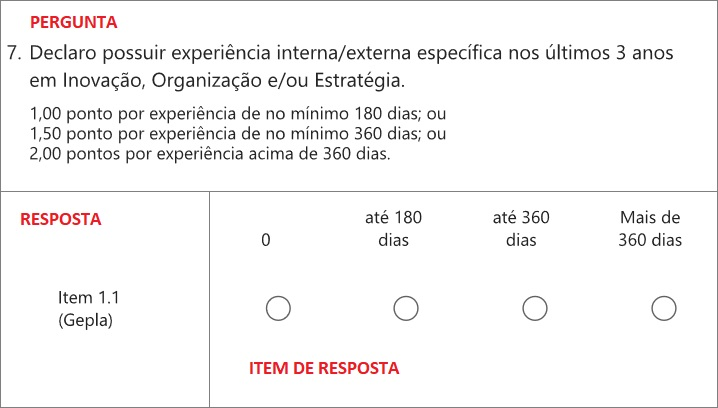 PERGUNTA
7. Declaro possuir experiência interna/externa específica nos últimos 3 anos
em Inovação, Organização e/ou Estratégia.
1,00 ponto por experiência de no mínimo 180 dias; ou
1,50 ponto por experiência de no mínimo 360 dias; ou
2,00 pontos por experiência acima de 360 dias.
RESPOSTA
0
até 180
dias
até 360
dias
Mais de
360 dias
Item 1.1
(Gepla)
ITEM DE RESPOSTA